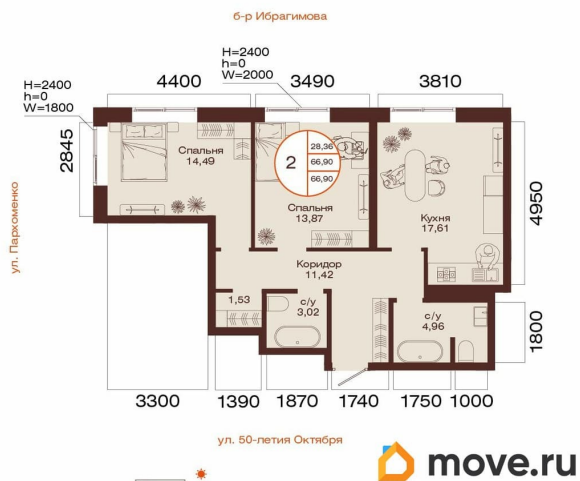 б-р Ибрагимова
H=2400
h=0
W=2000
H=2400
h=0
W=1800
4400
3490
3810
2845
ул. Пархоменко
Спальня
14,49
2
28,36
66,90
66,90
Спальня
13,87
Кухня
17,61
4950
Коридор
11,42
1,53
с/у
3,02
с/у
4,96
1800
3300
1390
1870
1740
1750
1000
ул. 50-летия Октября
move.ru